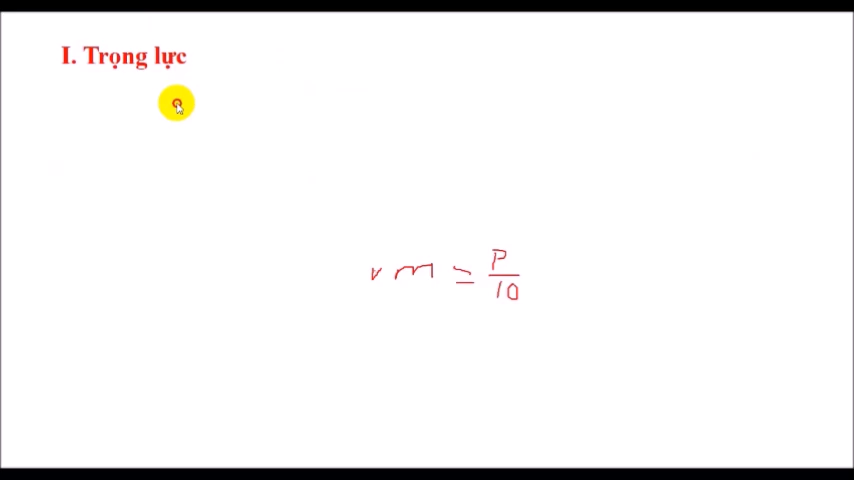 I. Trọng lực
v m = P/10